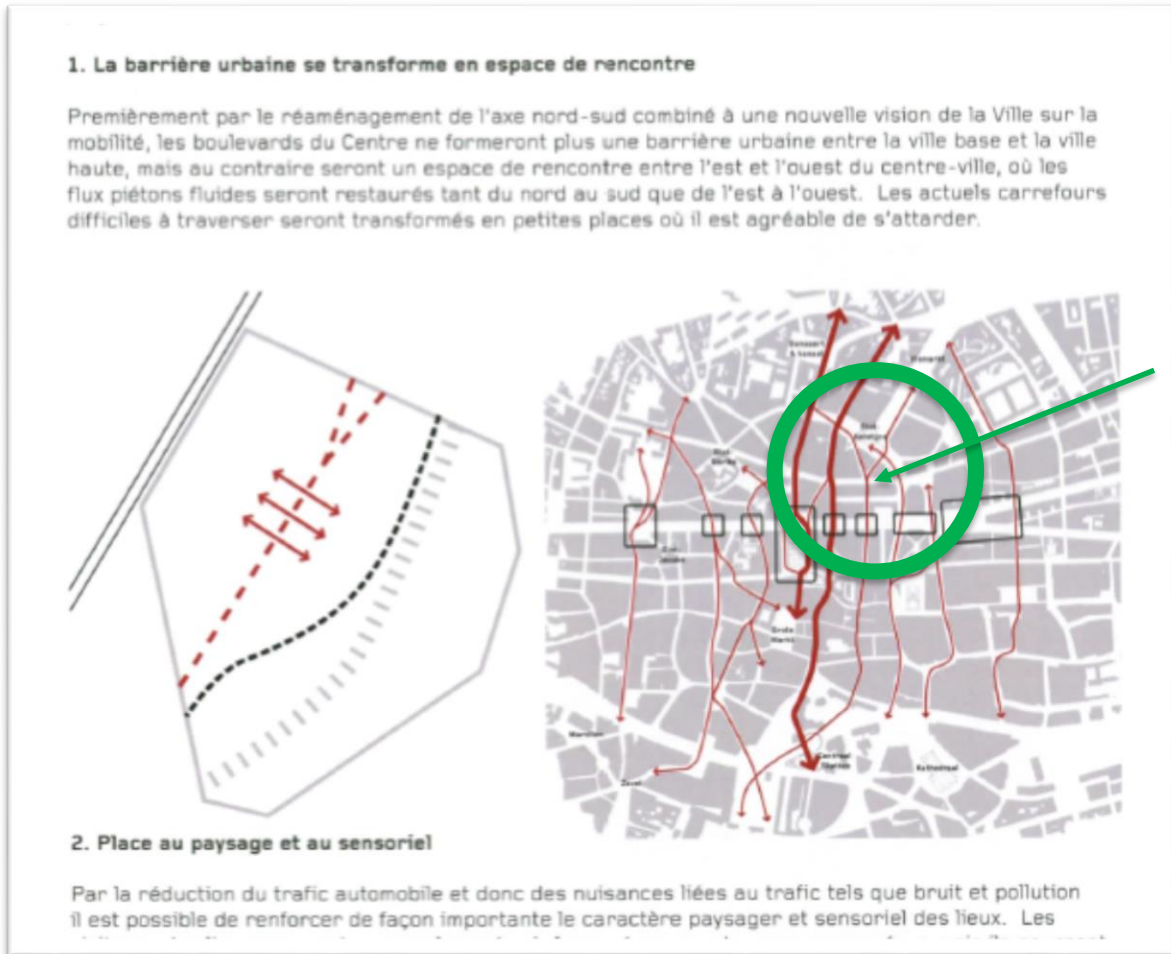 1. La barrière urbaine se transforme en espace de rencontre
Premièrement par le réaménagement de l'axe nord-sud combiné à une nouvelle vision de la Ville sur la
mobilité, les boulevards du Centre ne formeront plus une barrière urbaine entre la ville base et la ville
haute, mais au contraire seront un espace de rencontre entre l'est et l'ouest du centre-ville, où les
flux piétons fluides seront restaurés tant du nord au sud que de l'est à l'ouest. Les actuels carrefours
difficiles à traverser seront transformés en petites places où il est agréable de s'attarder.
Grote
Markt
Zavel
Centraal
Station
Kathedraal
2. Place au paysage et au sensoriel
Par la réduction du trafic automobile et donc des nuisances liées au trafic tels que bruit et pollution
il est possible de renforcer de façon importante le caractère paysager et sensoriel des lieux. Les